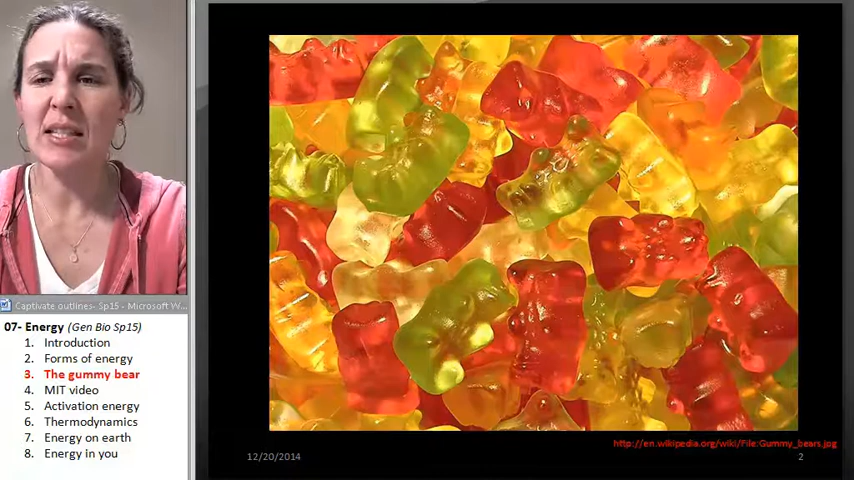 Captivate outlines- Sp15 - Microsoft W...
07- Energy (Gen Bio Sp15)
1. Introduction
2. Forms of energy
3. The gummy bear
4. MIT video
5. Activation energy
6. Thermodynamics
7. Energy on earth
8. Energy in you
http://en.wikipedia.org/wiki/File:Gummy_bears.jpg
12/20/2014
2